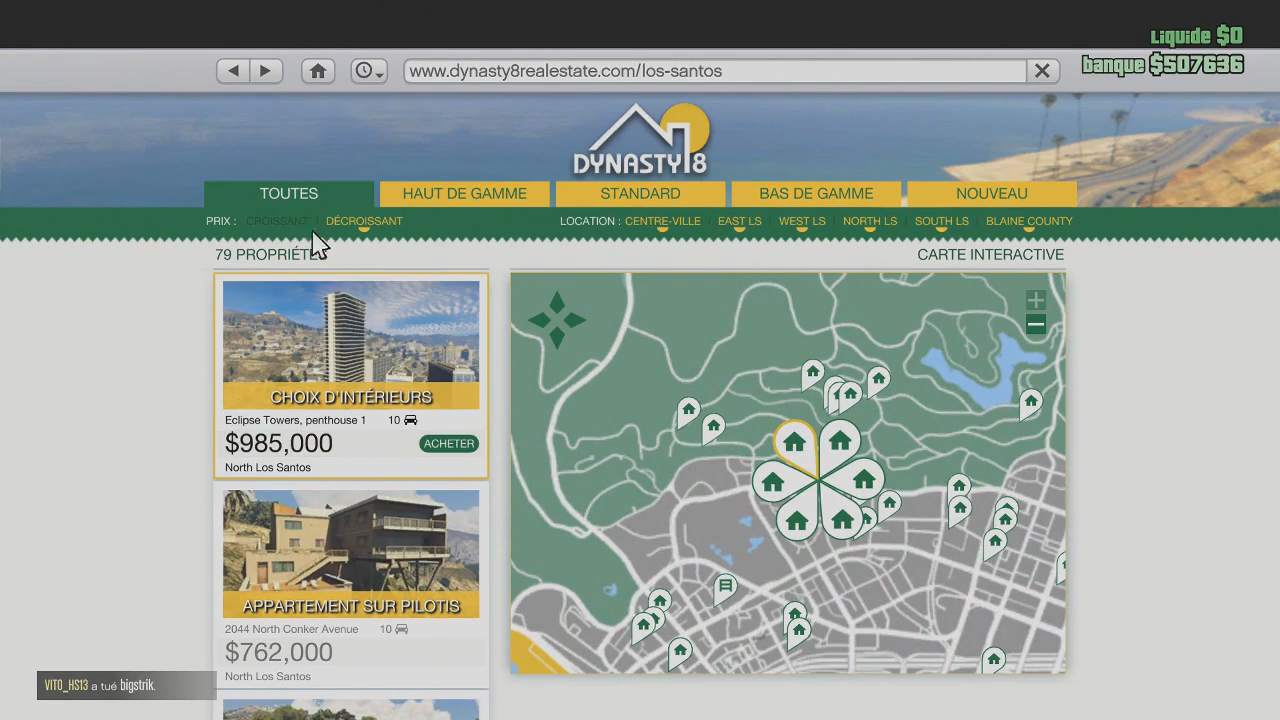 Liquide $0
banque $507636
www.dynasty8realestate.com/los-santos
DYNASTY 8
TOUTES
HAUT DE GAMME
STANDARD
BAS DE GAMME
NOUVEAU
PRIX : CROISSANT | DÉCROISSANT
LOCATION : CENTRE-VILLE | EAST LS | WEST LS | NORTH LS | SOUTH LS | BLAINE COUNTY
79 PROPRIÉTÉ
CARTE INTERACTIVE
CHOIX D'INTÉRIEURS
Eclipse Towers, penthouse 1 10
$985,000
ACHETER
North Los Santos
APPARTEMENT SUR PILOTIS
2044 North Conker Avenue 10
$762,000
North Los Santos
VITO_HS13 a tué bigstrik.